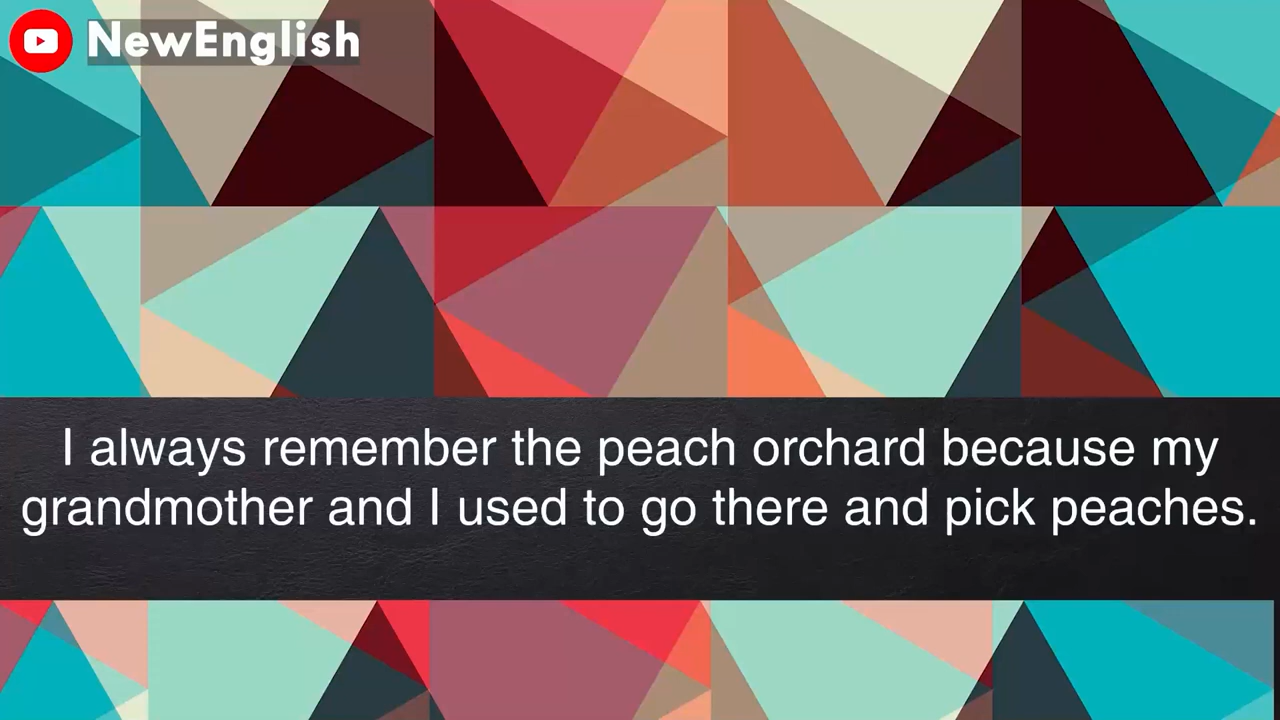 NewEnglish
I always remember the peach orchard because my
grandmother and I used to go there and pick peaches.